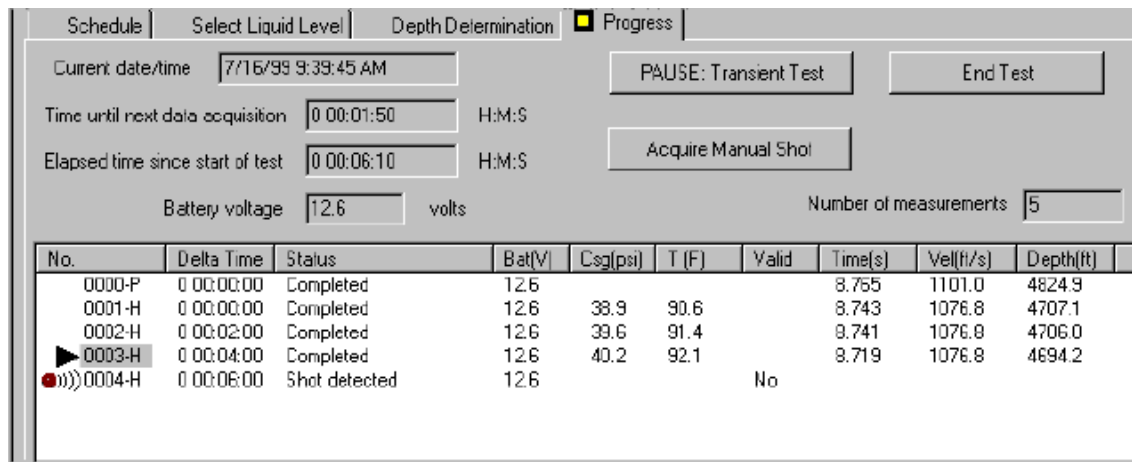 Schedule Select Liquid Level Depth Determination Progress
Current date/time 7/16/99 9:39:45 AM PAUSE: Transient Test End Test
Time until next data acquisition 0 00:01:50 H:M:S
Acquire Manual Shot
Elapsed time since start of test 0 00:06:10 H:M:S
Battery voltage 12.6 volts Number of measurements 5
No. Delta Time Status Bat(V) Csg(psi) T (F) Valid Time(s) Vel(ft/s) Depth(ft)
0000-P 0 00:00:00 Completed 12.6 8.765 1101.0 4824.9
0001-H 0 00:00:00 Completed 12.6 38.9 90.6 8.743 1076.8 4707.1
0002-H 0 00:02:00 Completed 12.6 39.6 91.4 8.741 1076.8 4706.0
0003-H 0 00:04:00 Completed 12.6 40.2 92.1 8.719 1076.8 4694.2
0004-H 0 00:06:00 Shot detected 12.6 No